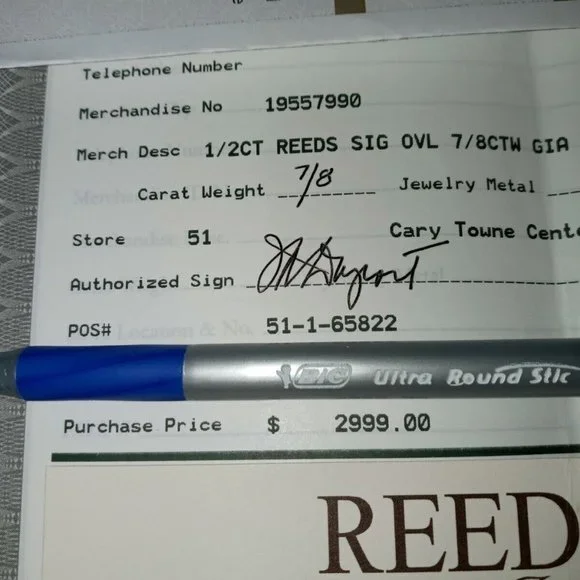 Telephone Number
Merchandise No 19557990
Merch Desc 1/2CT REEDS SIG OVL 7/8CTW GIA
Carat Weight 7/8 Jewelry Metal
Store 51 Cary Towne Cent
Authorized Sign
POS# 51-1-65822
BIC Ultra Round Stic
Purchase Price $ 2999.00
REED